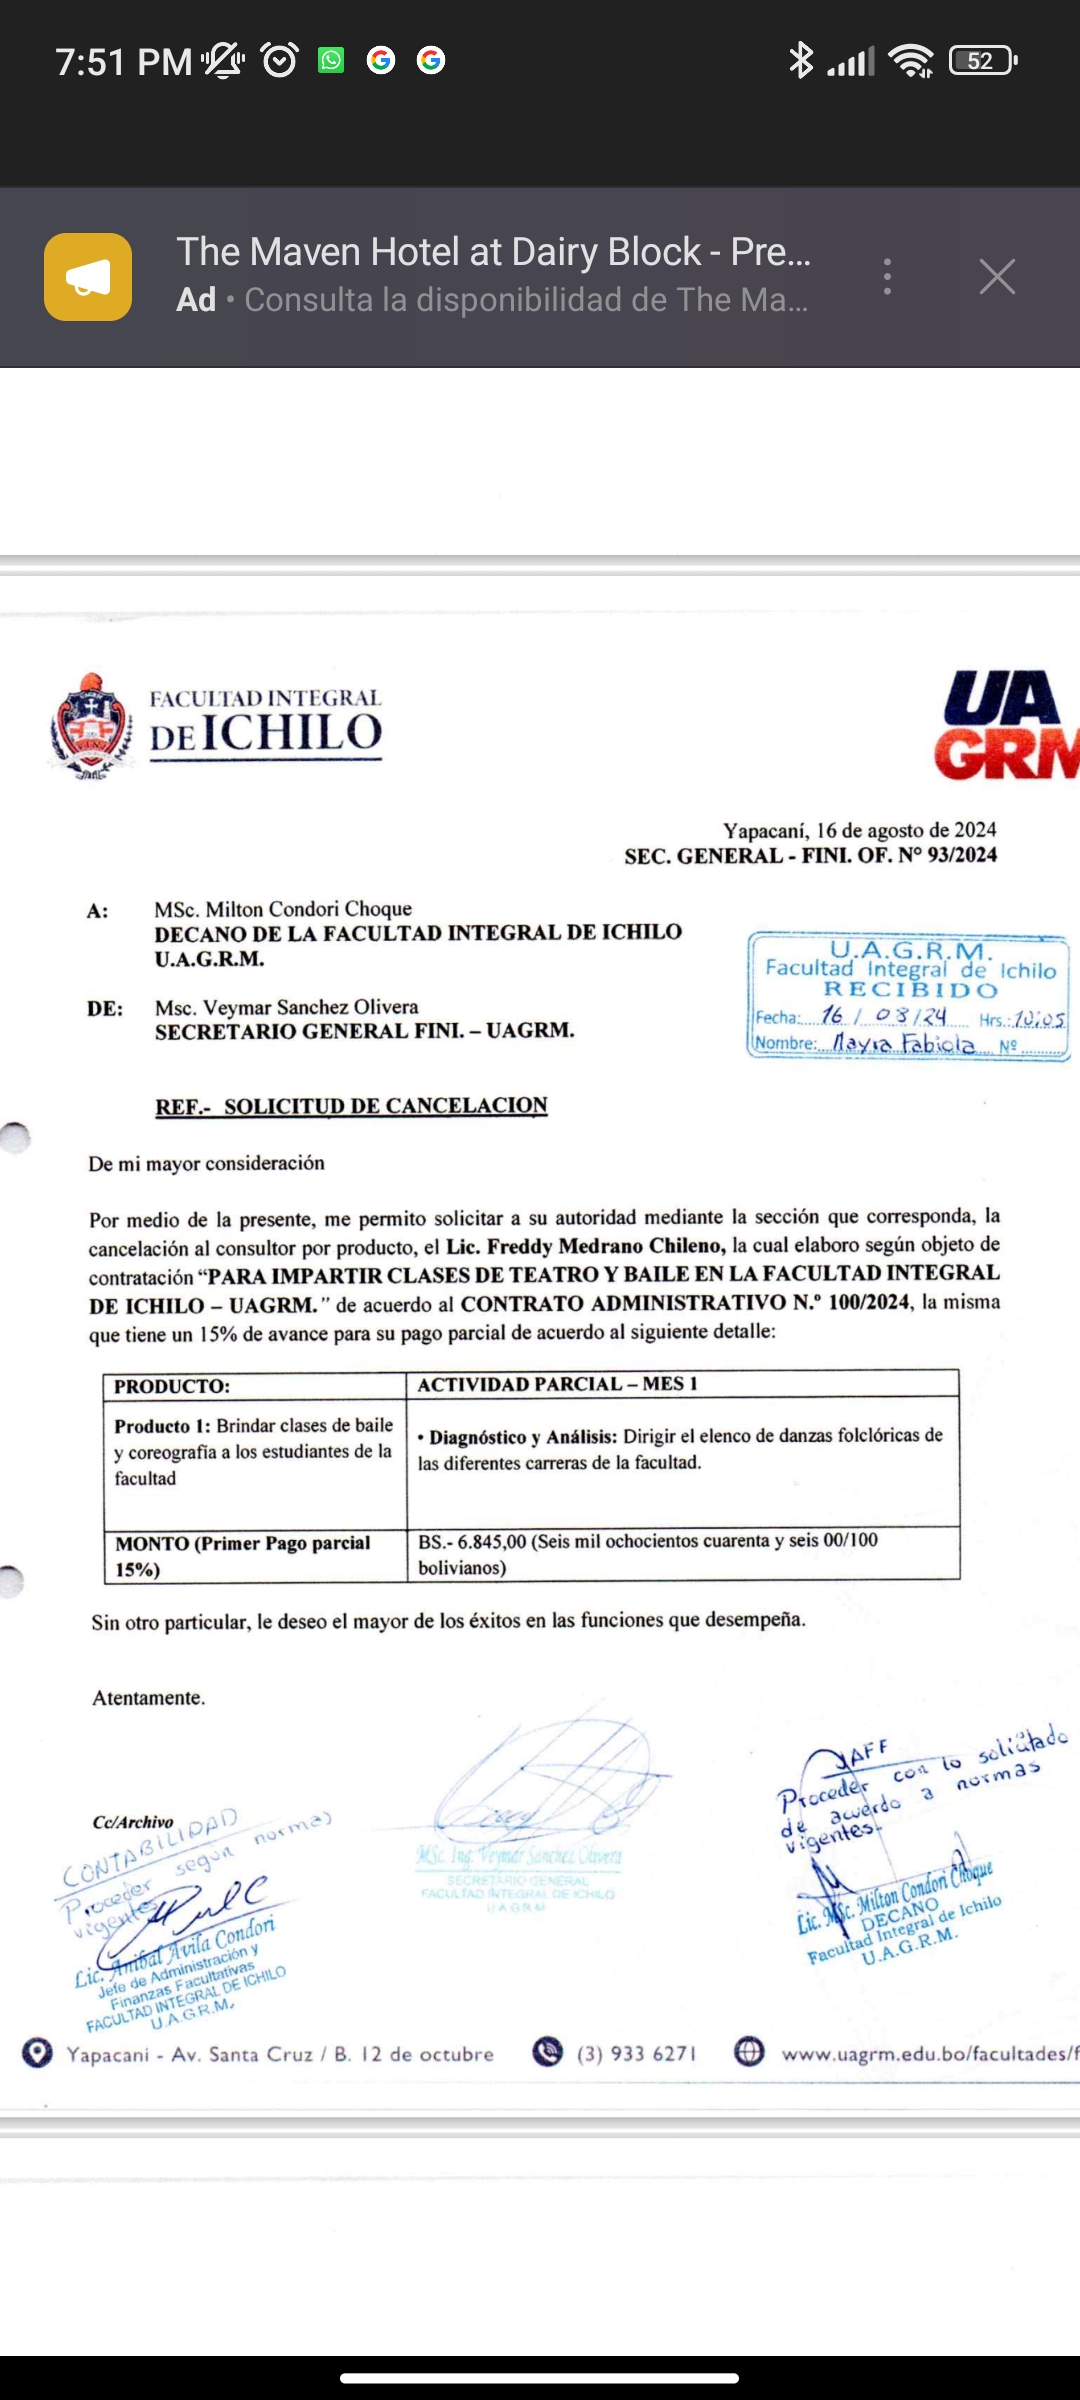 7:51 PM
52
The Maven Hotel at Dairy Block - Pre...
Ad • Consulta la disponibilidad de The Ma...
FACULTAD INTEGRAL
DE ICHILO
UA
GRM
Yapacaní, 16 de agosto de 2024
SEC. GENERAL - FINI. OF. N° 93/2024
A: MSc. Milton Condori Choque
DECANO DE LA FACULTAD INTEGRAL DE ICHILO
U.A.G.R.M.
U.A.G.R.M.
Facultad Integral de Ichilo
RECIBIDO
Fecha: 16 / 08 / 24 Hrs.: 10:05
Nombre: Mayra Fabiola Nº
DE: Msc. Veymar Sanchez Olivera
SECRETARIO GENERAL FINI. – UAGRM.
REF.- SOLICITUD DE CANCELACION
De mi mayor consideración
Por medio de la presente, me permito solicitar a su autoridad mediante la sección que corresponda, la
cancelación al consultor por producto, el Lic. Freddy Medrano Chileno, la cual elaboro según objeto de
contratación “PARA IMPARTIR CLASES DE TEATRO Y BAILE EN LA FACULTAD INTEGRAL
DE ICHILO – UAGRM.” de acuerdo al CONTRATO ADMINISTRATIVO N.º 100/2024, la misma
que tiene un 15% de avance para su pago parcial de acuerdo al siguiente detalle:
PRODUCTO: ACTIVIDAD PARCIAL – MES 1
Producto 1: Brindar clases de baile
y coreografía a los estudiantes de la
facultad
• Diagnóstico y Análisis: Dirigir el elenco de danzas folclóricas de
las diferentes carreras de la facultad.
MONTO (Primer Pago parcial
15%)
BS.- 6.845,00 (Seis mil ochocientos cuarenta y seis 00/100
bolivianos)
Sin otro particular, le deseo el mayor de los éxitos en las funciones que desempeña.
Atentamente.
JAFF
Proceder con lo solicitado
de acuerdo a normas
vigentes.
Lic. MSc. Milton Condori Choque
DECANO
Facultad Integral de Ichilo
U.A.G.R.M.
MSc. Ing. Veymar Sanchez Olivera
SECRETARIO GENERAL
FACULTAD INTEGRAL DE ICHILO
U A G R M
Cc/Archivo
CONTABILIDAD
Proceder según normas
vigentes
Lic. Anibal Avila Condori
Jefe de Administración y
Finanzas Facultativas
FACULTAD INTEGRAL DE ICHILO
U.A.G.R.M.
Yapacani - Av. Santa Cruz / B. 12 de octubre (3) 933 6271 www.uagrm.edu.bo/facultades/f